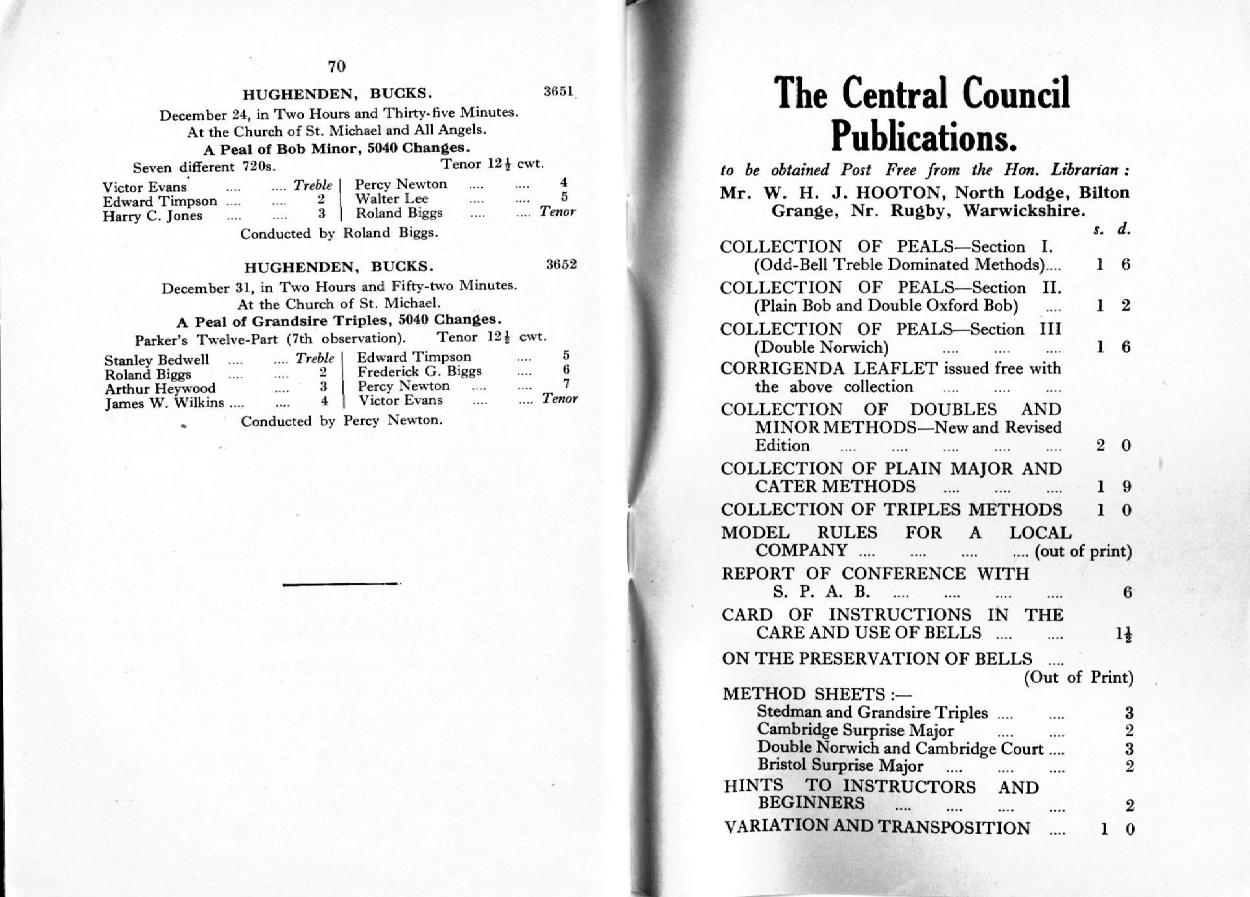 70
HUGHENDEN, BUCKS. 3651
December 24, in Two Hours and Thirty-five Minutes.
At the Church of St. Michael and All Angels.
A Peal of Bob Minor, 5040 Changes.
Seven different 720s. Tenor 12½ cwt.
Victor Evans .... .... Treble | Percy Newton .... .... 4
Edward Timpson .... .... 2 | Walter Lee .... .... 5
Harry C. Jones .... .... 3 | Roland Biggs .... .... Tenor
Conducted by Roland Biggs.
HUGHENDEN, BUCKS. 3652
December 31, in Two Hours and Fifty-two Minutes.
At the Church of St. Michael.
A Peal of Grandsire Triples, 5040 Changes.
Parker's Twelve-Part (7th observation). Tenor 12½ cwt.
Stanley Bedwell .... .... Treble | Edward Timpson .... 5
Roland Biggs .... .... 2 | Frederick G. Biggs .... 6
Arthur Heywood .... 3 | Percy Newton .... .... 7
James W. Wilkins .... .... 4 | Victor Evans .... .... Tenor
Conducted by Percy Newton.
The Central Council
Publications.
to be obtained Post Free from the Hon. Librarian :
Mr. W. H. J. HOOTON, North Lodge, Bilton
Grange, Nr. Rugby, Warwickshire.
s. d.
COLLECTION OF PEALS—Section I.
(Odd-Bell Treble Dominated Methods).... 1 6
COLLECTION OF PEALS—Section II.
(Plain Bob and Double Oxford Bob) .... 1 2
COLLECTION OF PEALS—Section III
(Double Norwich) .... .... .... 1 6
CORRIGENDA LEAFLET issued free with
the above collection .... .... ....
COLLECTION OF DOUBLES AND
MINOR METHODS—New and Revised
Edition .... .... .... .... .... 2 0
COLLECTION OF PLAIN MAJOR AND
CATER METHODS .... .... .... 1 9
COLLECTION OF TRIPLES METHODS 1 0
MODEL RULES FOR A LOCAL
COMPANY .... .... .... .... (out of print)
REPORT OF CONFERENCE WITH
S. P. A. B. .... .... .... .... 6
CARD OF INSTRUCTIONS IN THE
CARE AND USE OF BELLS .... .... 1½
ON THE PRESERVATION OF BELLS ....
(Out of Print)
METHOD SHEETS :—
Stedman and Grandsire Triples .... .... 3
Cambridge Surprise Major .... .... 2
Double Norwich and Cambridge Court .... 3
Bristol Surprise Major .... .... .... 2
HINTS TO INSTRUCTORS AND
BEGINNERS .... .... .... .... 2
VARIATION AND TRANSPOSITION .... 1 0